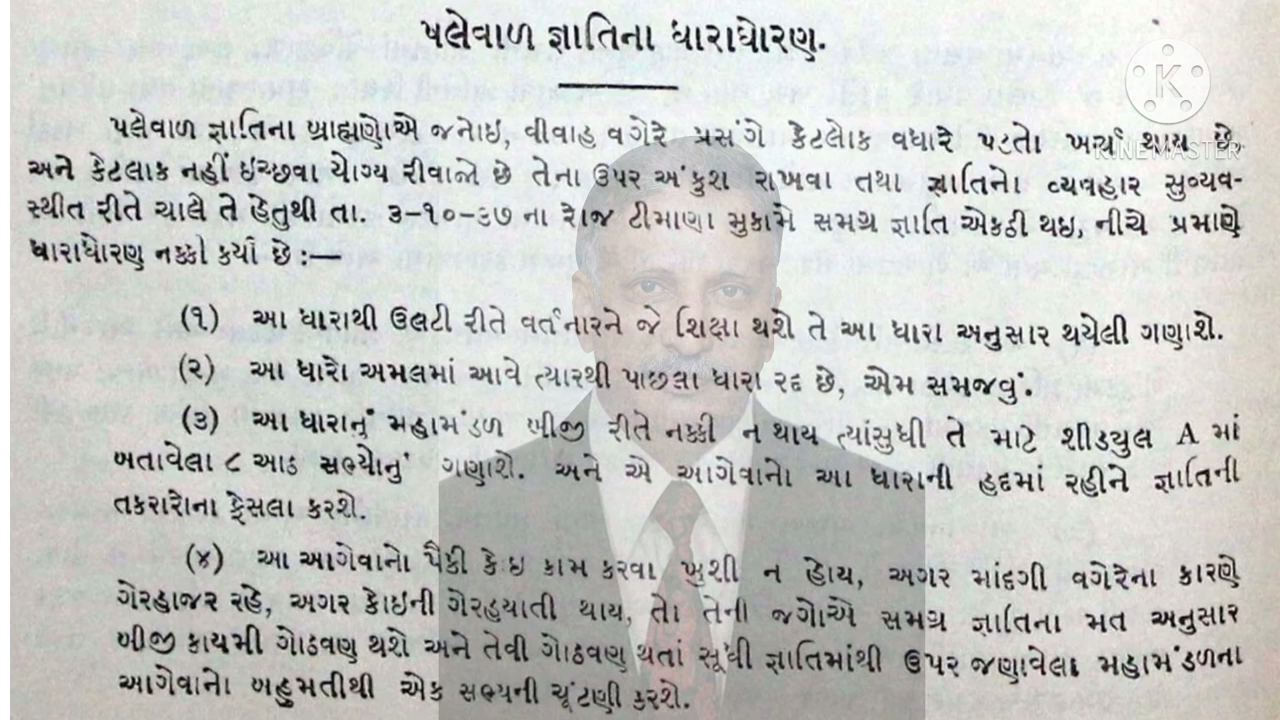 પલેવાળ જ્ઞાતિના ધારાધોરણ.
પલેવાળ જ્ઞાતિના બ્રાહ્મણોએ જનોઇ, વીવાહ વગેરે પ્રસંગે કેટલોક વધારે પડતો ખર્ચ થાય છે,
અને કેટલાક નહીં ઇચ્છવા યોગ્ય રીવાજો છે તેના ઉપર અંકુશ રાખવા તથા જ્ઞાતિનો વ્યવહાર સુવ્યવ-
સ્થીત રીતે ચાલે તે હેતુથી તા. ૩-૧૦-૩૭ ના રોજ ટીમાણા મુકામે સમગ્ર જ્ઞાતિ એકઠી થઇ, નીચે પ્રમાણે
ધારાધોરણ નક્કી કર્યાં છે :—
(૧) આ ધારાથી ઉલટી રીતે વર્તનારને જે શિક્ષા થશે તે આ ધારા અનુસાર થયેલી ગણાશે.
(૨) આ ધારો અમલમાં આવે ત્યારથી પાછલા ધારા રદ છે, એમ સમજવું.
(૩) આ ધારાનું મહામંડળ બીજી રીતે નક્કી ન થાય ત્યાંસુધી તે માટે શીડ્યુલ A માં
બતાવેલા ૮ આઠ સભ્યોનું ગણાશે. અને એ આગેવાનો આ ધારાની હદમાં રહીને જ્ઞાતિની
તકરારોના ફેસલા કરશે.
(૪) આ આગેવાનો પૈકી કોઇ કામ કરવા ખુશી ન હોય, અગર માંદગી વગેરેના કારણે
ગેરહાજર રહે, અગર કોઇની ગેરહયાતી થાય, તો તેની જગોએ સમગ્ર જ્ઞાતિના મત અનુસાર
બીજી કાયમી ગોઠવણ થશે અને તેવી ગોઠવણ થતાં સૂધી જ્ઞાતિમાંથી ઉપર જણાવેલા મહામંડળના
આગેવાનો બહુમતીથી એક સભ્યની ચૂંટણી કરશે.
K
KINEMASTER